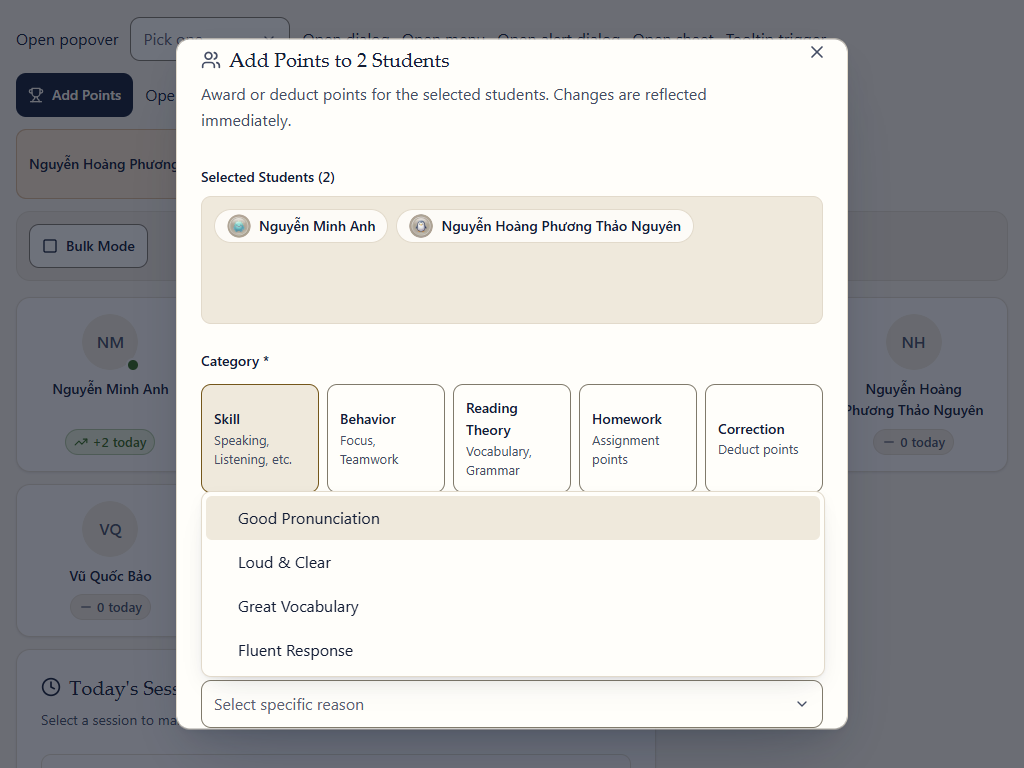 Open popover
Add Points
Ope
Nguyễn Hoàng Phương
Bulk Mode
NM
Nguyễn Minh Anh
+2 today
VQ
Vũ Quốc Bảo
0 today
Today's Sess
Select a session to ma
Add Points to 2 Students
Award or deduct points for the selected students. Changes are reflected
immediately.
Selected Students (2)
Nguyễn Minh Anh
Nguyễn Hoàng Phương Thảo Nguyên
Category *
Skill
Speaking,
Listening, etc.
Behavior
Focus,
Teamwork
Reading
Theory
Vocabulary,
Grammar
Homework
Assignment
points
Correction
Deduct points
Good Pronunciation
Loud & Clear
Great Vocabulary
Fluent Response
Select specific reason
NH
Nguyễn Hoàng
Phương Thảo Nguyên
0 today